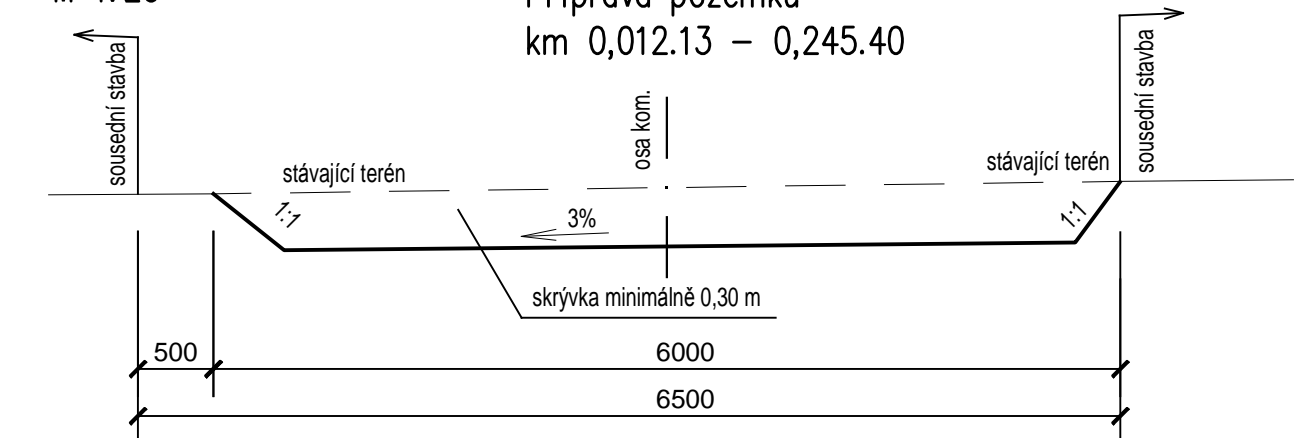 Příprava pozemku
km 0,012.13 – 0,245.40
sousední stavba
osa kom.
sousední stavba
stávající terén
stávající terén
1:1
3%
1:1
skrývka minimálně 0,30 m
500
6000
6500